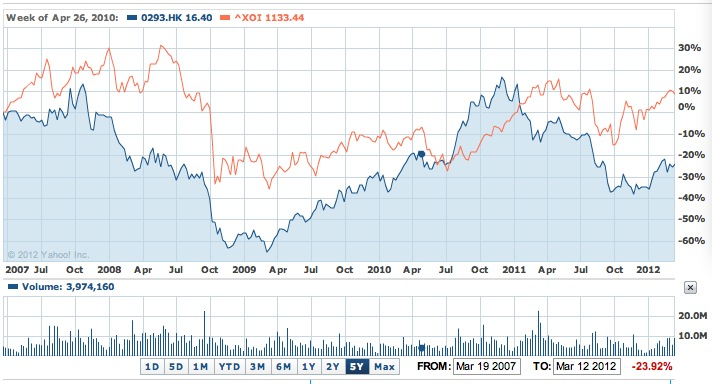 Week of Apr 26, 2010: 0293.HK 16.40 ^XOI 1133.44
30%
20%
10%
0%
-10%
-20%
-30%
-40%
-50%
-60%
© 2012 Yahoo! Inc.
2007 Jul Oct 2008 Apr Jul Oct 2009 Apr Jul Oct 2010 Apr Jul Oct 2011 Apr Jul Oct 2012
Volume: 3,974,160
20.0M
10.0M
1D 5D 1M YTD 3M 6M 1Y 2Y 5Y Max FROM: Mar 19 2007 TO: Mar 12 2012 -23.92%